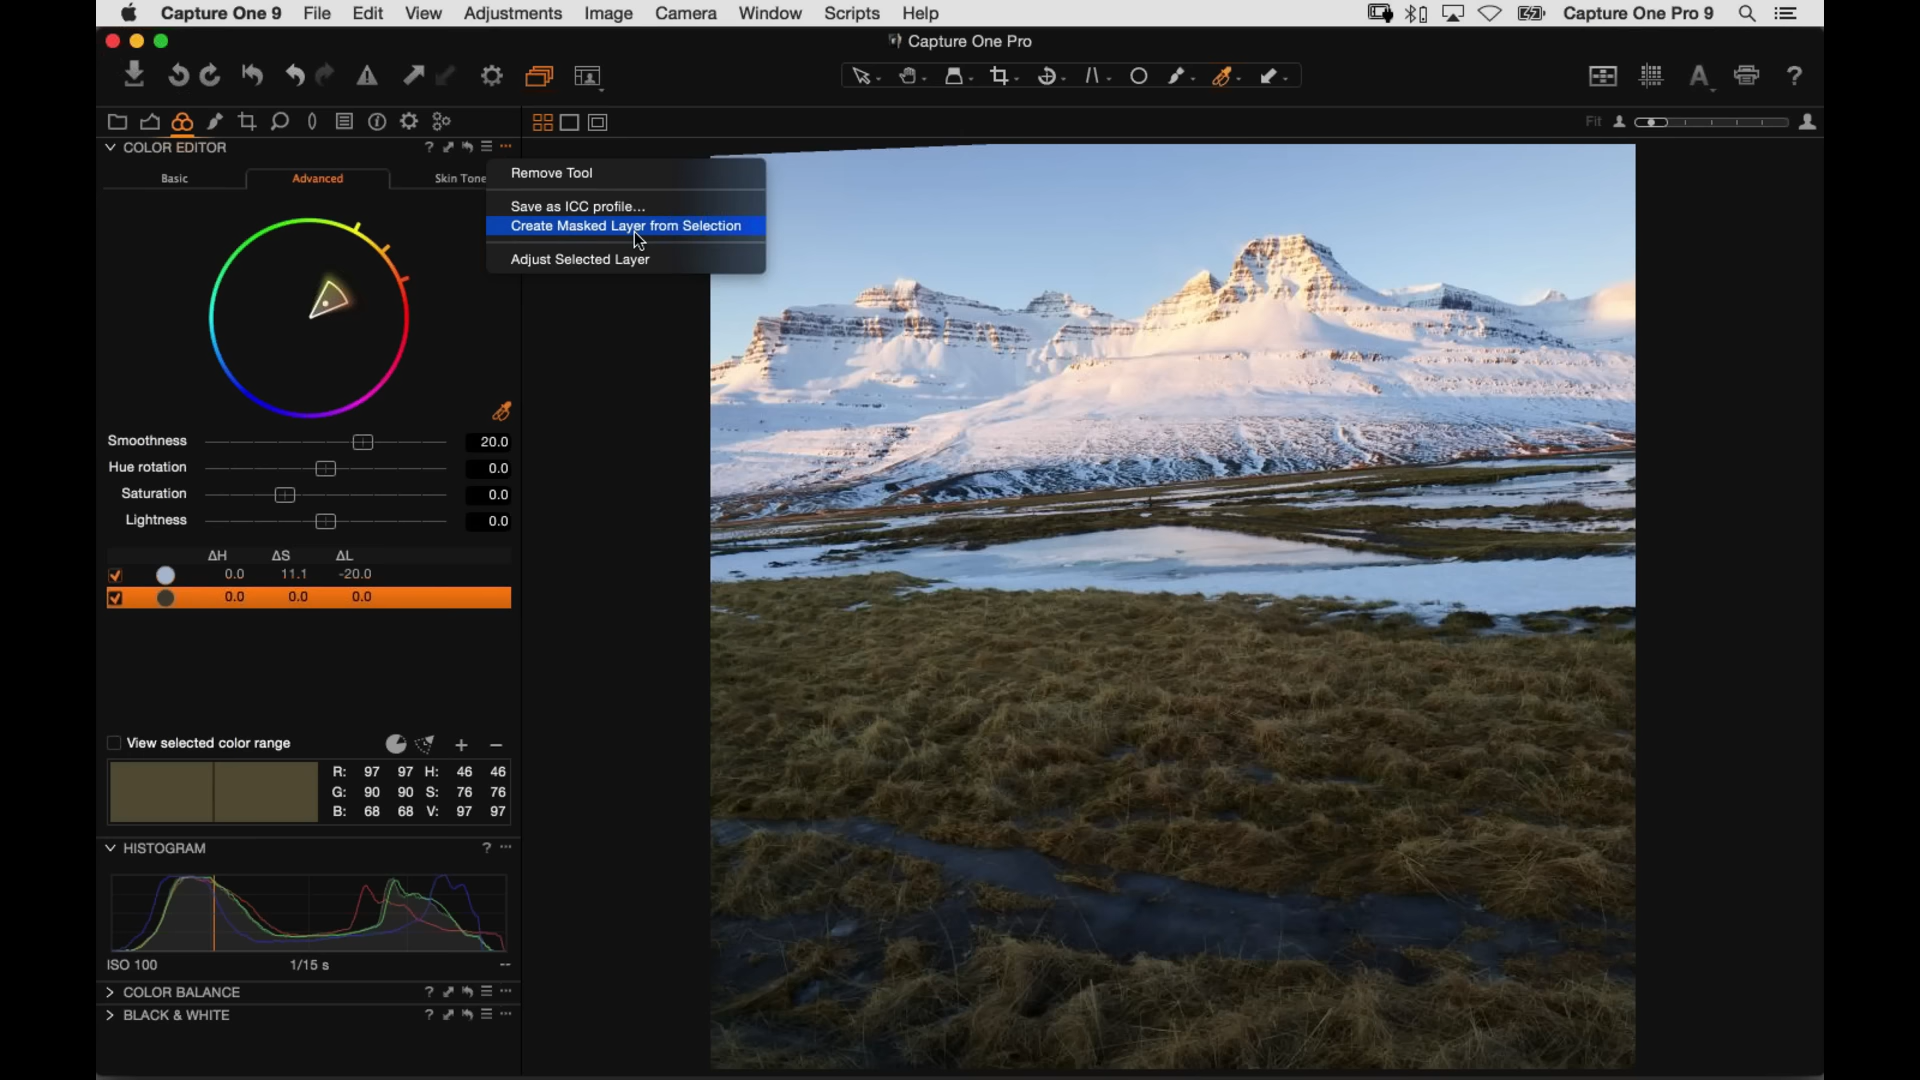 Capture One 9 File Edit View Adjustments Image Camera Window Scripts Help Capture One Pro 9
Capture One Pro
A ?
Fit
COLOR EDITOR ?
Basic Advanced Skin Tone
Remove Tool
Save as ICC profile...
Create Masked Layer from Selection
Adjust Selected Layer
Smoothness 20.0
Hue rotation 0.0
Saturation 0.0
Lightness 0.0
ΔH ΔS ΔL
0.0 11.1 -20.0
0.0 0.0 0.0
View selected color range
R: 97 97 H: 46 46
G: 90 90 S: 76 76
B: 68 68 V: 97 97
HISTOGRAM ?
ISO 100 1/15 s --
COLOR BALANCE ?
BLACK & WHITE ?